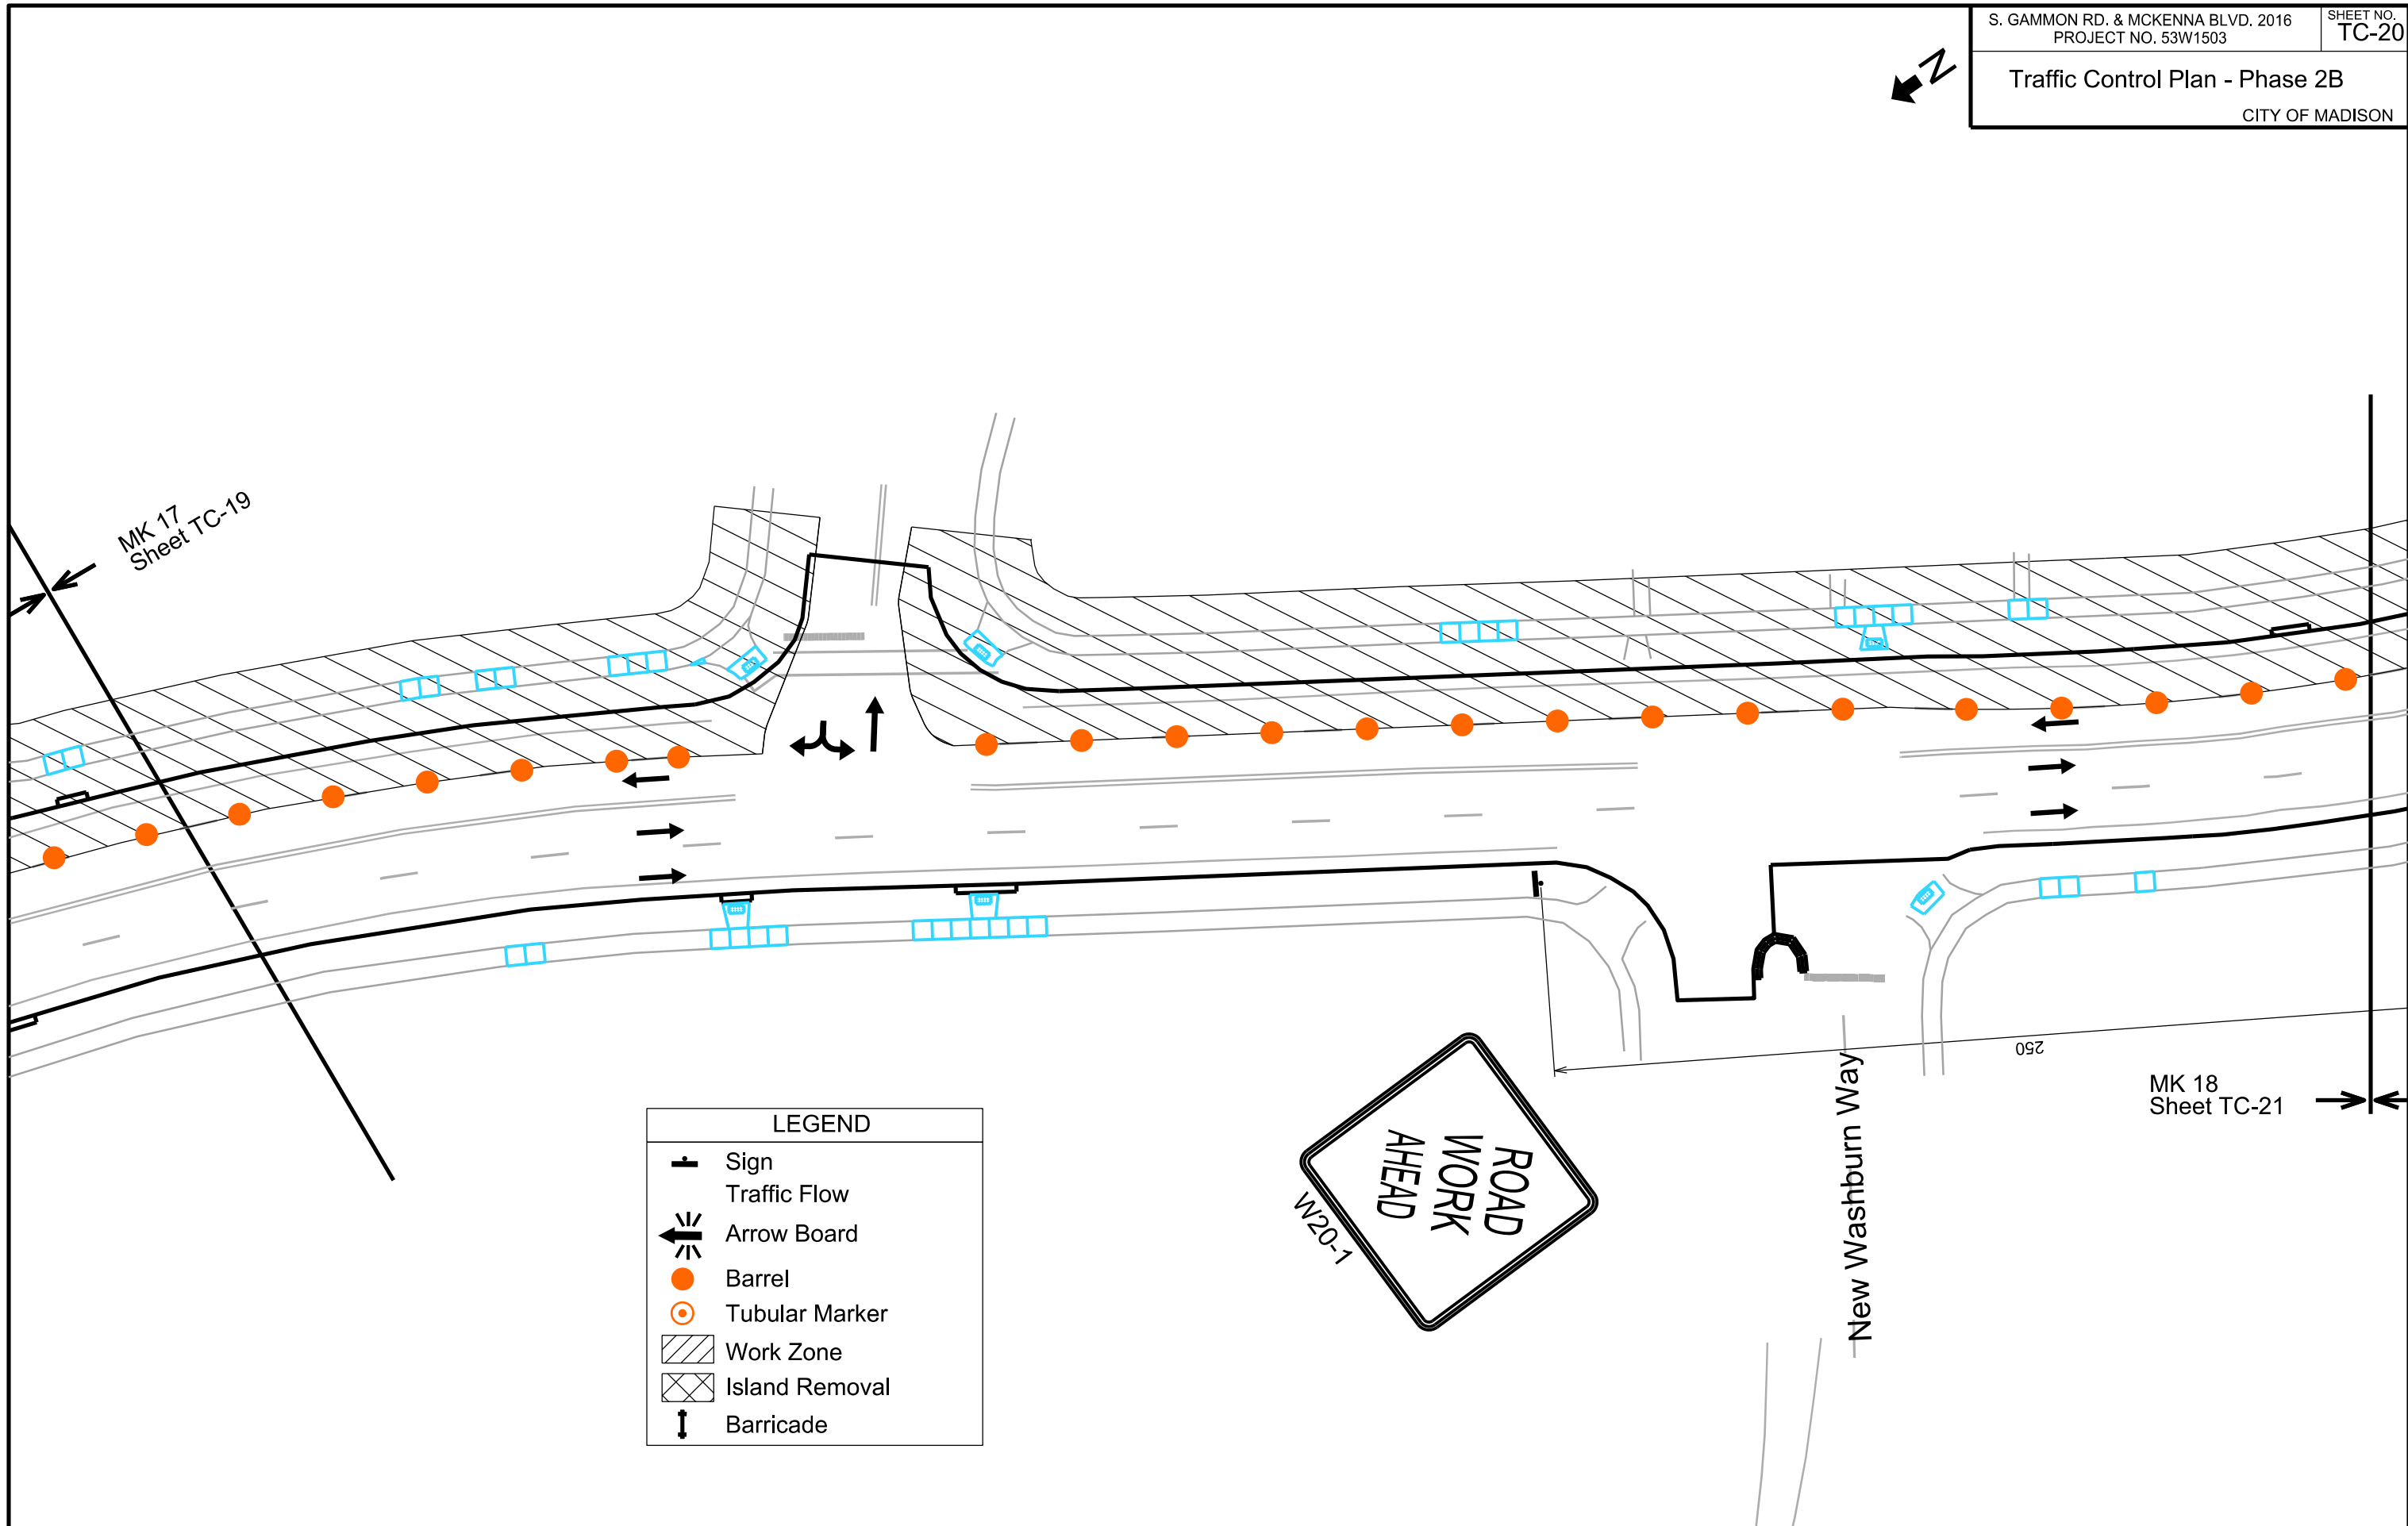 S. GAMMON RD. & MCKENNA BLVD. 2016
PROJECT NO. 53W1503
SHEET NO.
TC-20
Traffic Control Plan - Phase 2B
CITY OF MADISON
N
MK 17
Sheet TC-19
250
MK 18
Sheet TC-21
New Washburn Way
ROAD
WORK
AHEAD
W20-1
LEGEND
Sign
Traffic Flow
Arrow Board
Barrel
Tubular Marker
Work Zone
Island Removal
Barricade